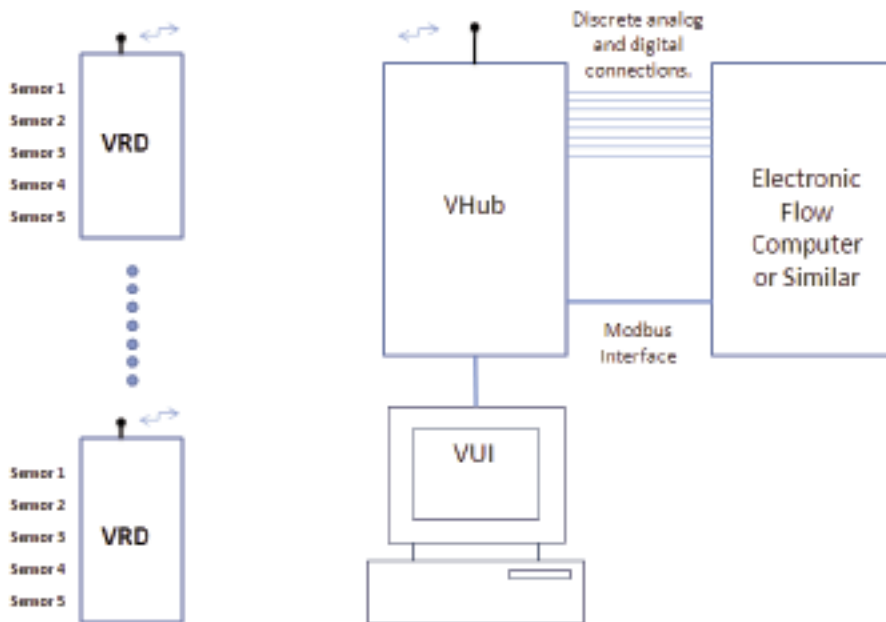 Sensor 1
Sensor 2
Sensor 3
Sensor 4
Sensor 5
VRD
Discrete analog
and digital
connections.
VHub
Electronic
Flow
Computer
or Similar
Modbus
Interface
VUI
Sensor 1
Sensor 2
Sensor 3
Sensor 4
Sensor 5
VRD